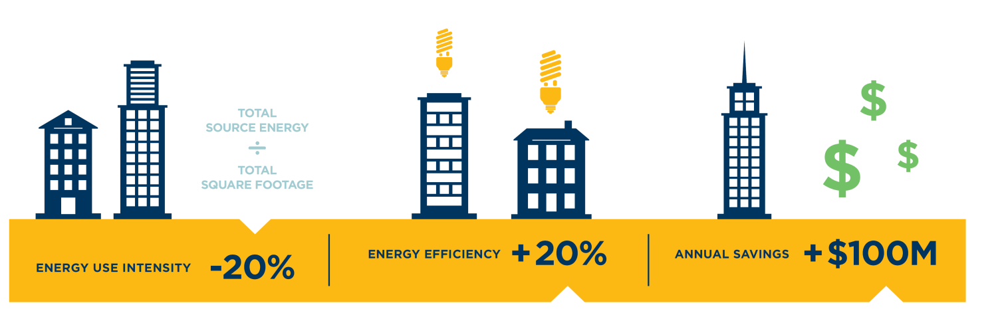 TOTAL
SOURCE ENERGY
÷
TOTAL
SQUARE FOOTAGE
ENERGY USE INTENSITY -20%
ENERGY EFFICIENCY +20%
ANNUAL SAVINGS +$100M
$
$
$